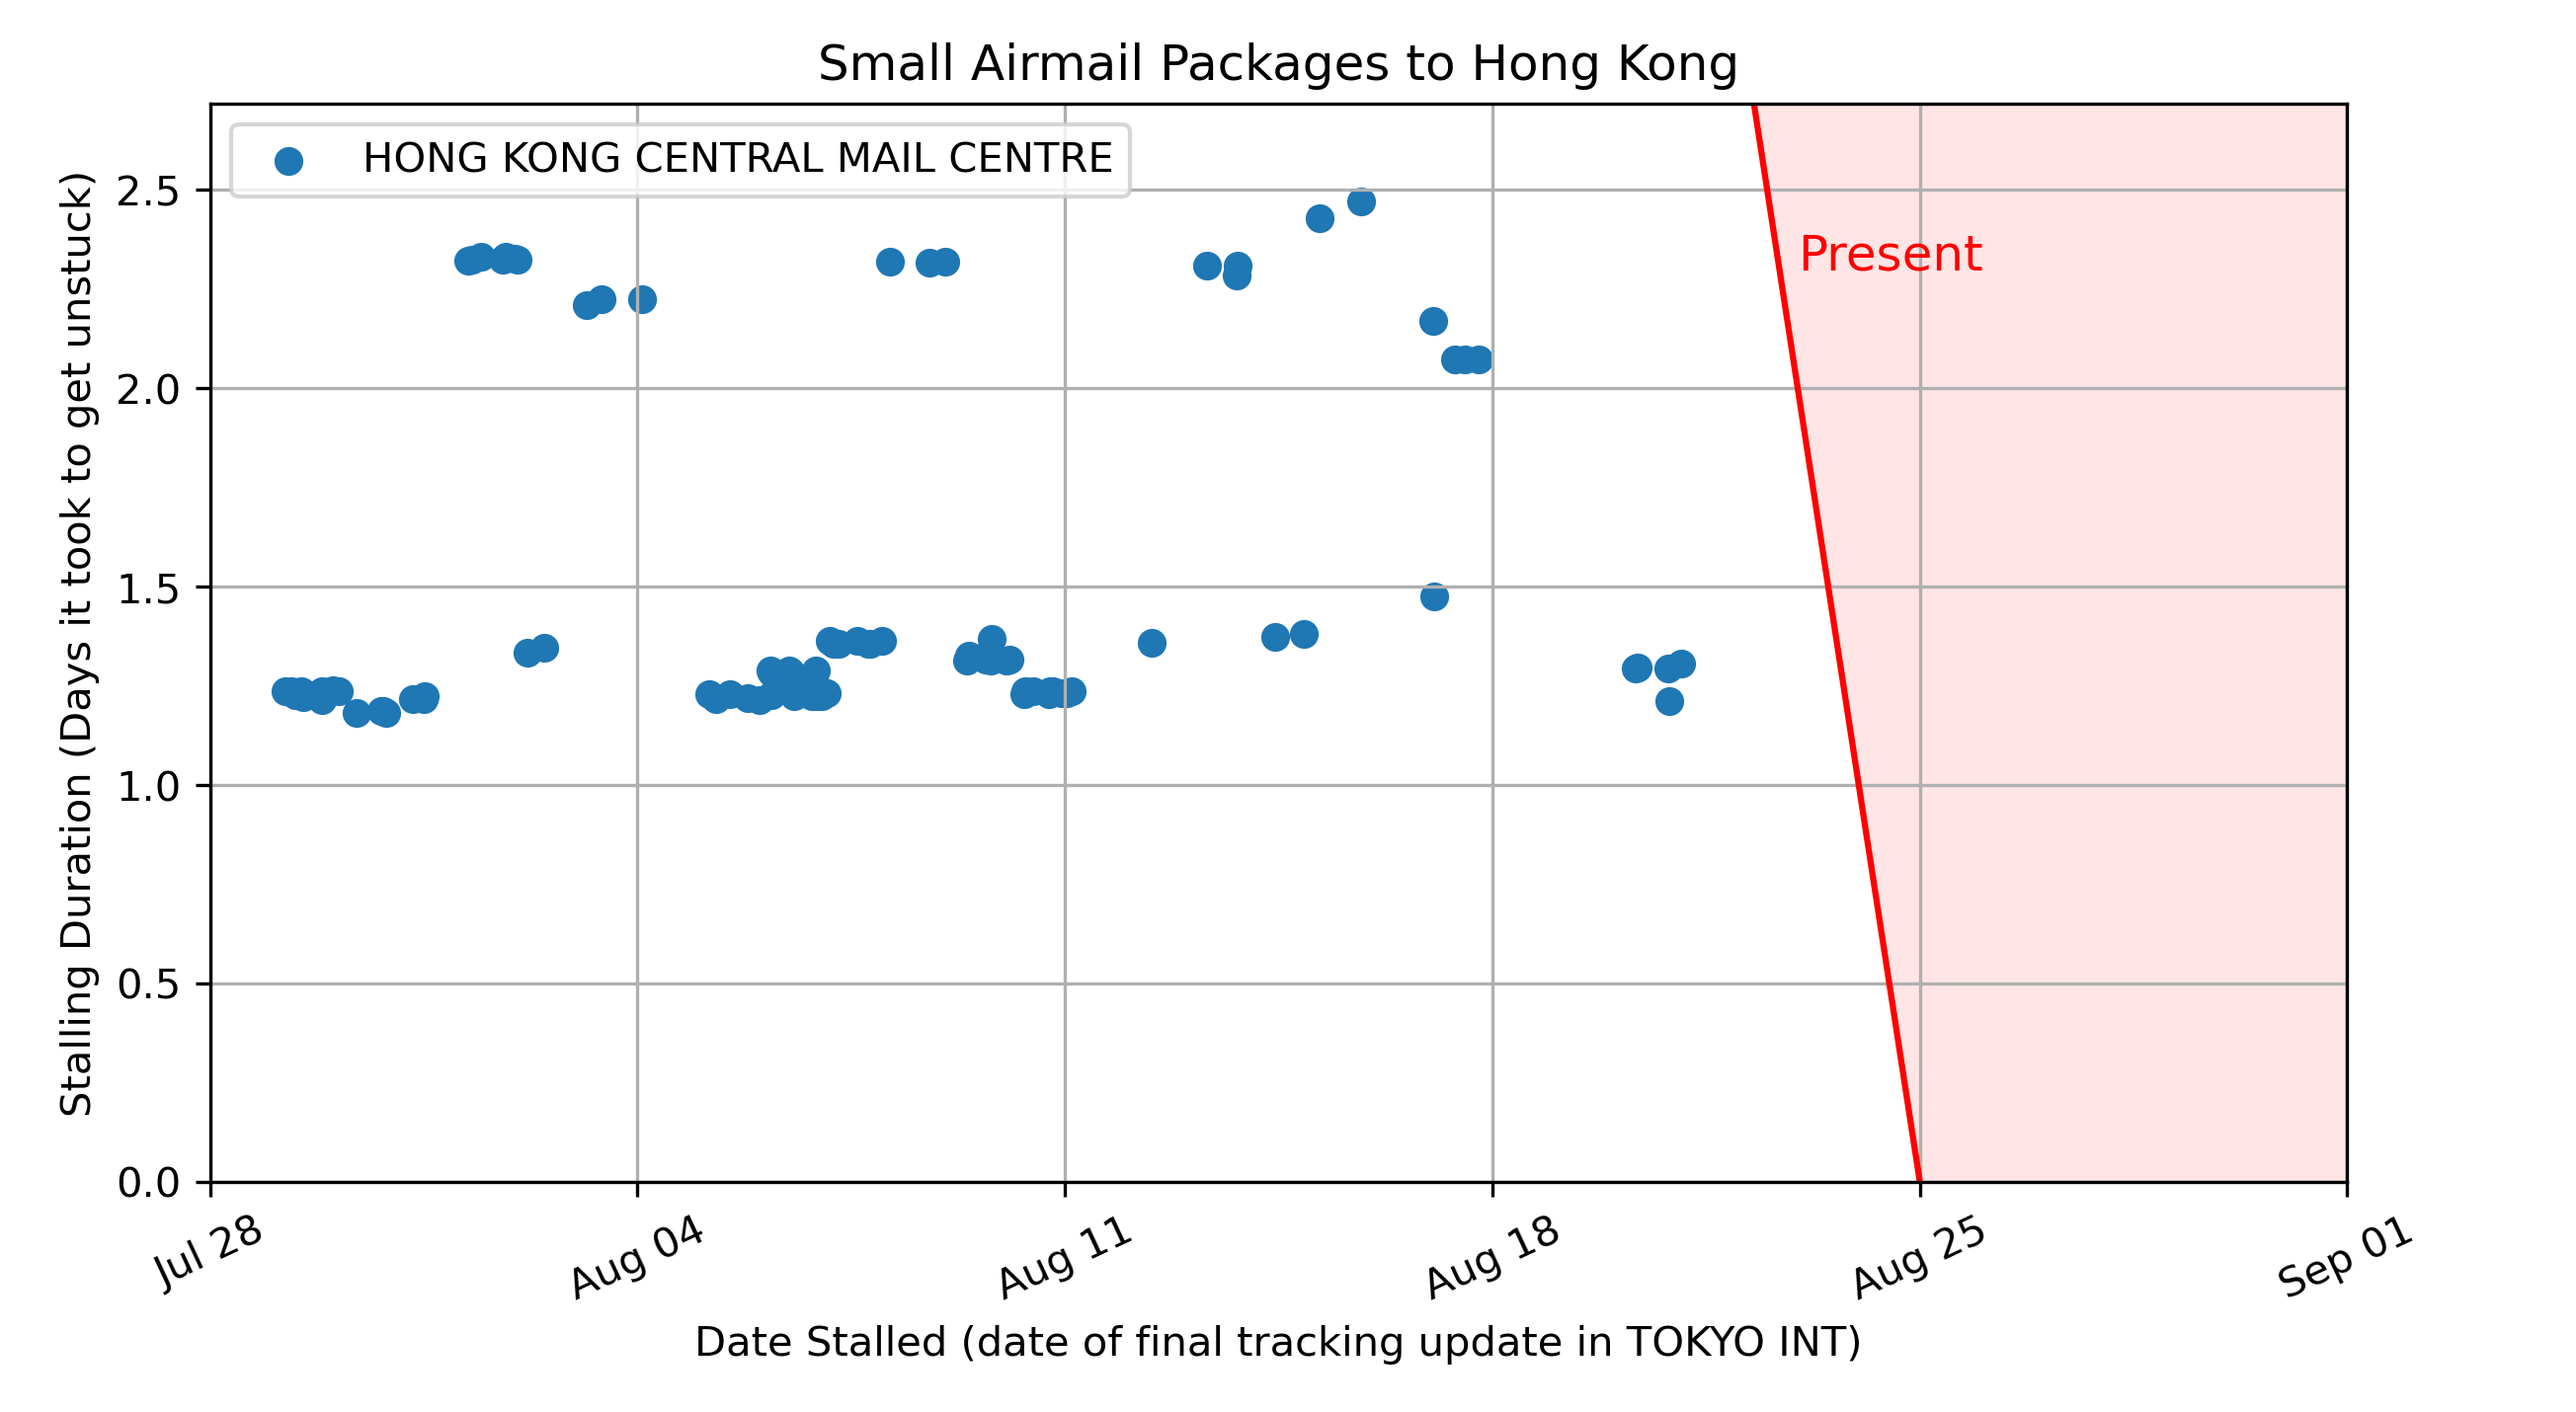 Small Airmail Packages to Hong Kong
HONG KONG CENTRAL MAIL CENTRE
Present
Stalling Duration (Days it took to get unstuck)
2.5
2.0
1.5
1.0
0.5
0.0
Jul 28
Aug 04
Aug 11
Aug 18
Aug 25
Sep 01
Date Stalled (date of final tracking update in TOKYO INT)